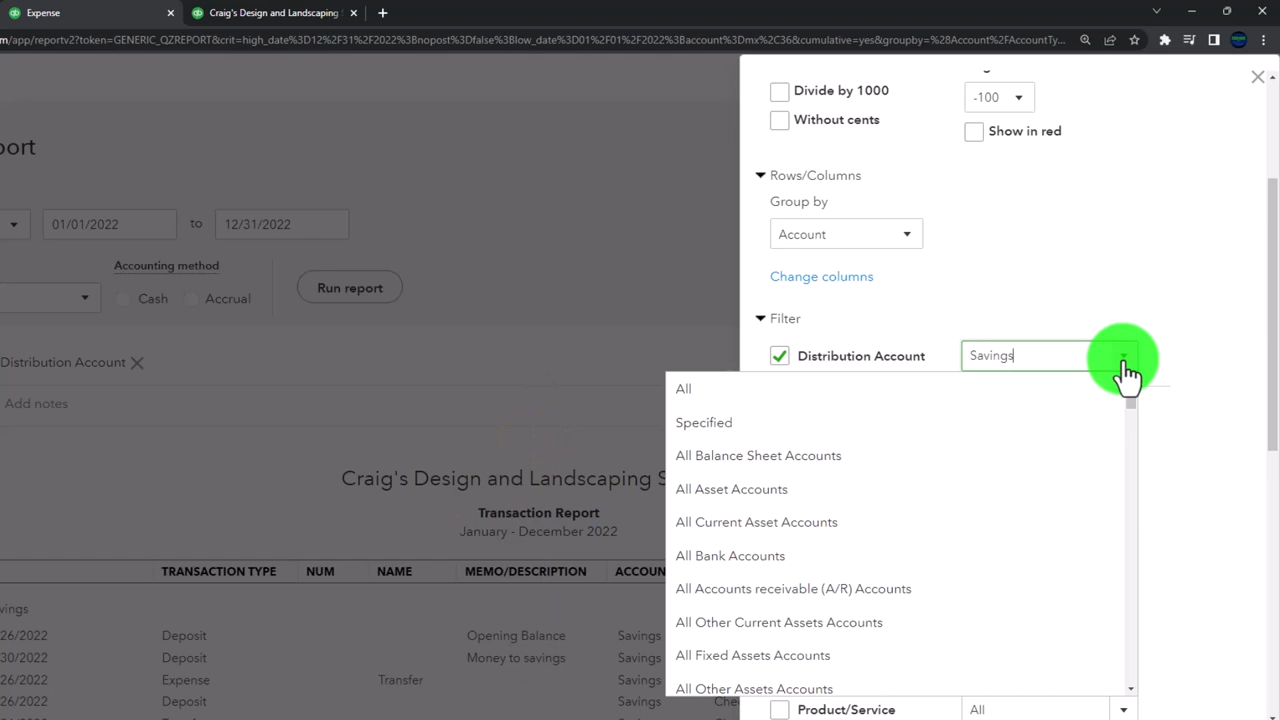 Expense
Craig's Design and Landscaping S
m/app/reportv2?token=GENERIC_QZREPORT&crit=high_date%3D12%2F31%2F2022%3Bnopost%3Dfalse%3Blow_date%3D01%2F01%2F2022%3Baccount%3Dmx%2C36&cumulative=yes&groupby=%28Account%2FAccountTy...
Divide by 1000
-100
Without cents
Show in red
port
Rows/Columns
Group by
01/01/2022 to 12/31/2022
Account
Accounting method
Change columns
Cash Accrual
Run report
Filter
Distribution Account
Distribution Account Savings
All
Add notes
Specified
All Balance Sheet Accounts
Craig's Design and Landscaping S
All Asset Accounts
Transaction Report
January - December 2022
All Current Asset Accounts
All Bank Accounts
TRANSACTION TYPE NUM NAME MEMO/DESCRIPTION ACCOUN
All Accounts receivable (A/R) Accounts
vings
All Other Current Assets Accounts
26/2022 Deposit Opening Balance Savings
30/2022 Deposit Money to savings Savings
All Fixed Assets Accounts
26/2022 Expense Transfer Savings
All Other Assets Accounts
26/2022 Deposit Savings Che
Product/Service All